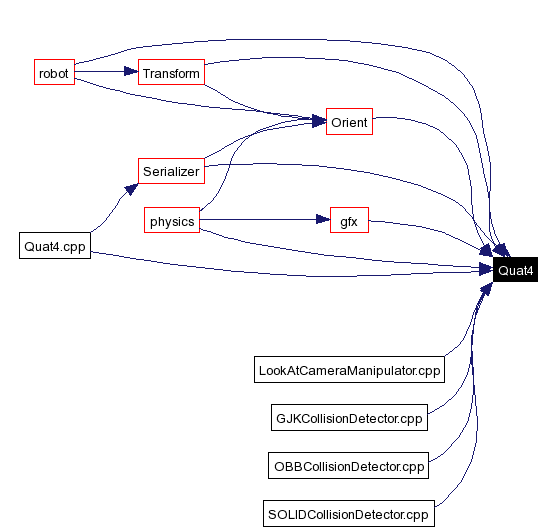 robot
Transform
Orient
Serializer
physics
gfx
Quat4.cpp
Quat4
LookAtCameraManipulator.cpp
GJKCollisionDetector.cpp
OBBCollisionDetector.cpp
SOLIDCollisionDetector.cpp